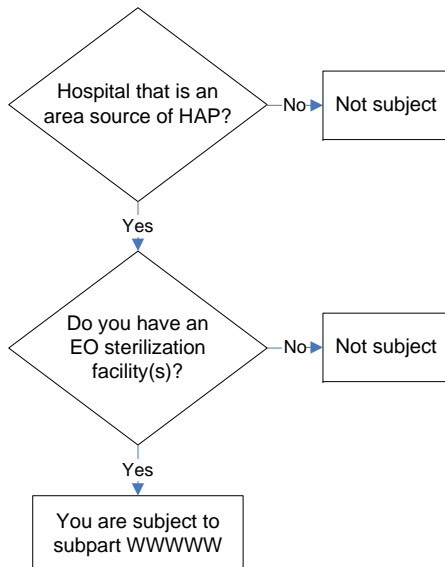 Hospital that is an
area source of HAP?
No
Not subject
Yes
Do you have an
EO sterilization
facility(s)?
No
Not subject
Yes
You are subject to
subpart WWWWW